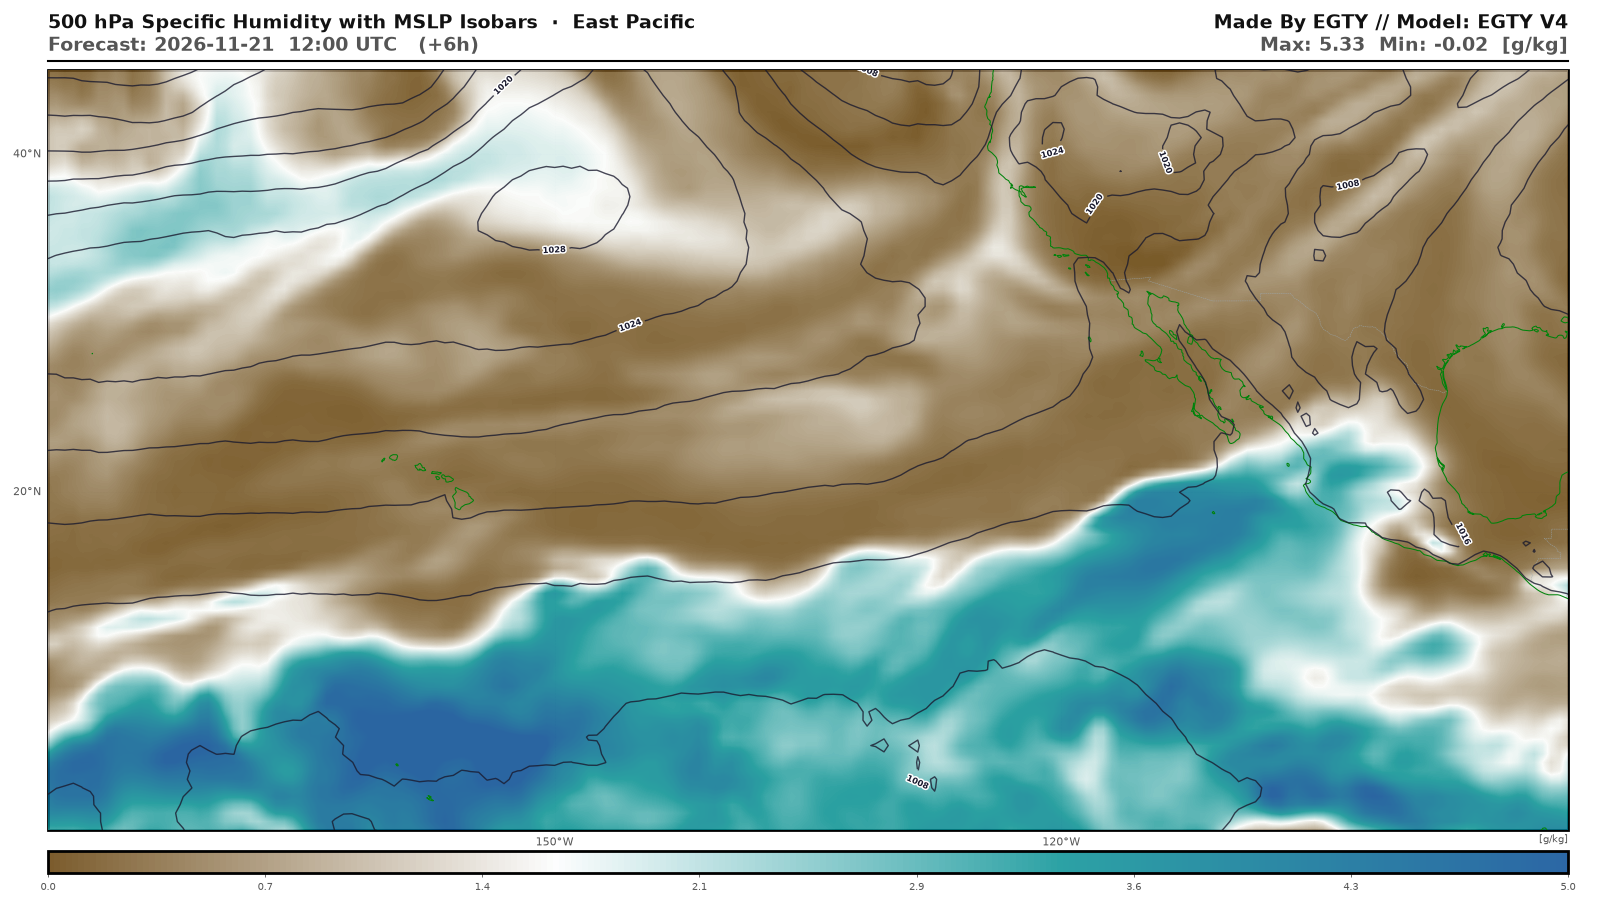 500 hPa Specific Humidity with MSLP Isobars · East Pacific
Made By EGTY // Model: EGTY V4
Forecast: 2026-11-21 12:00 UTC (+6h)
Max: 5.33 Min: -0.02 [g/kg]
1020
1024
1020
1008
40°N
1020
1028
1024
20°N
1016
1008
150°W
120°W
[g/kg]
0.0
0.7
1.4
2.1
2.9
3.6
4.3
5.0